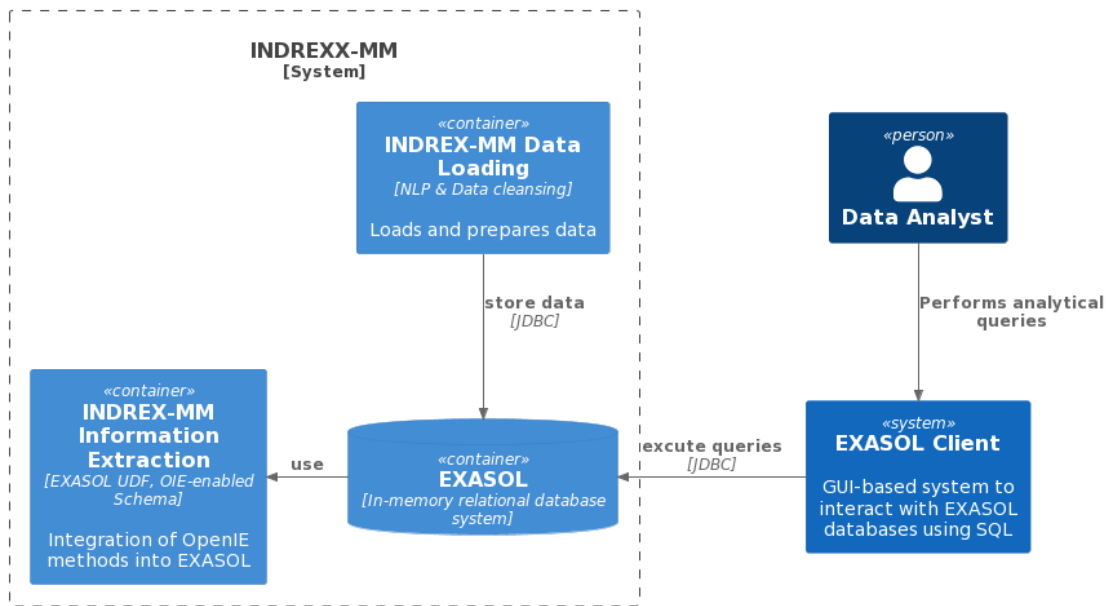 INDREXX-MM
[System]
«container»
INDREX-MM Data
Loading
[NLP & Data cleansing]
Loads and prepares data
«person»
Data Analyst
store data
[JDBC]
Performs analytical
queries
«container»
INDREX-MM
Information
Extraction
[EXASOL UDF, OIE-enabled
Schema]
Integration of OpenIE
methods into EXASOL
use
«container»
EXASOL
[In-memory relational database
system]
excute queries
[JDBC]
«system»
EXASOL Client
GUI-based system to
interact with EXASOL
databases using SQL